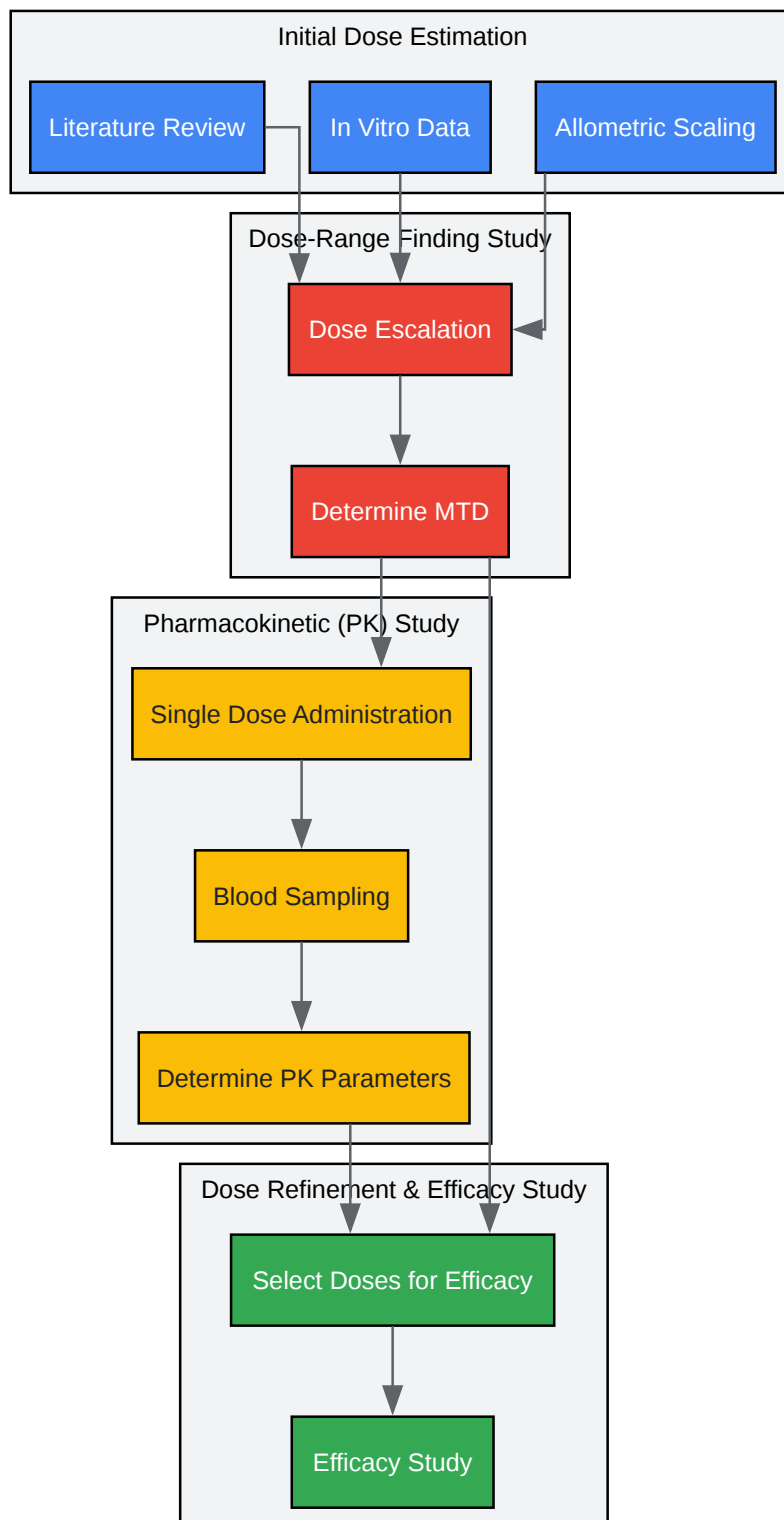 Initial Dose Estimation
Literature Review
In Vitro Data
Allometric Scaling
Dose-Range Finding Study
Dose Escalation
Determine MTD
Pharmacokinetic (PK) Study
Single Dose Administration
Blood Sampling
Determine PK Parameters
Dose Refinement & Efficacy Study
Select Doses for Efficacy
Efficacy Study